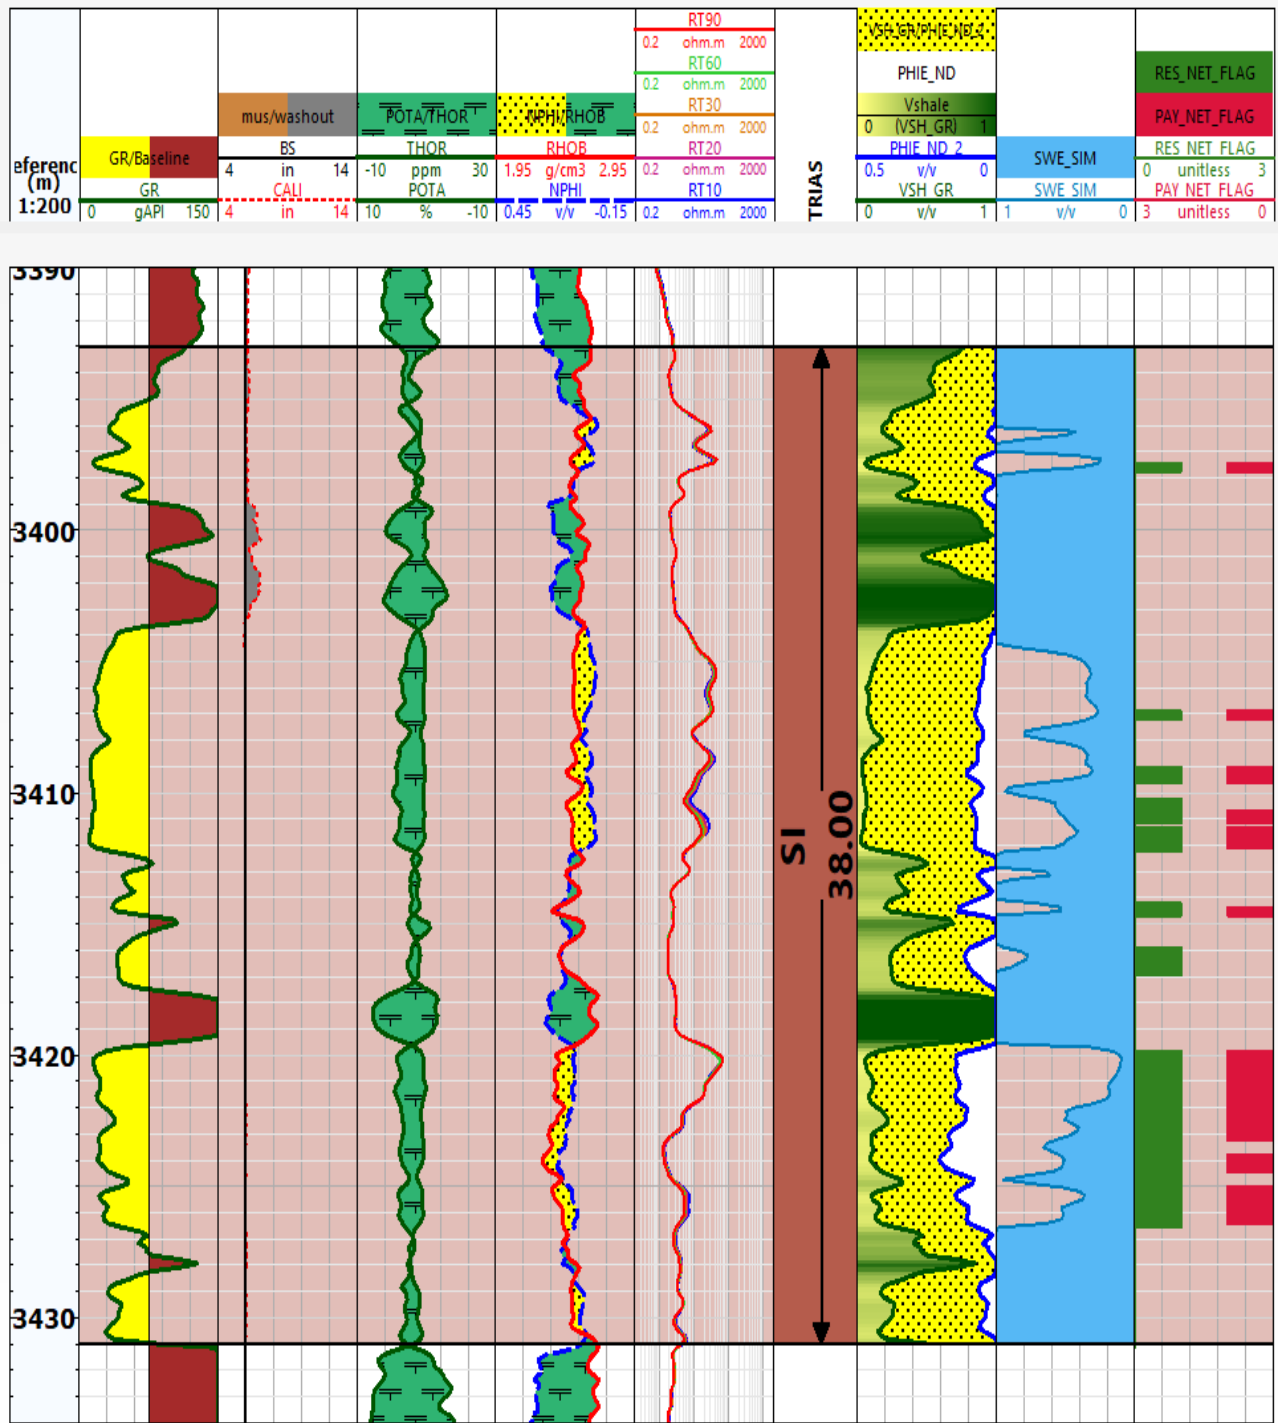 eferenc
(m)
1:200
GR/Baseline
GR
0 gAPI 150
mus/washout
BS
4 14
CALI
4 in 14
POTA/THOR
THOR
-10 ppm 30
POTA
10 % -10
NPHI/RHOB
RHOB
1.95 g/cm3 2.95
NPHI
0.45 v/v -0.15
RT90
0.2 ohm.m 2000
RT60
0.2 ohm.m 2000
RT30
0.2 ohm.m 2000
RT20
0.2 ohm.m 2000
RT10
0.2 ohm.m 2000
TRIAS
VSH_GR/PHIE_ND_2
PHIE_ND
Vshale
0 (VSH_GR) 1
PHIE_ND_2
0.5 v/v 0
VSH_GR
0 v/v 1
SWE_SIM
SWE_SIM
1 v/v 0
RES_NET_FLAG
PAY_NET_FLAG
RES_NET_FLAG
0 unitless 3
PAY_NET_FLAG
3 unitless 0
3390
3400
3410
3420
3430
SI
38.00